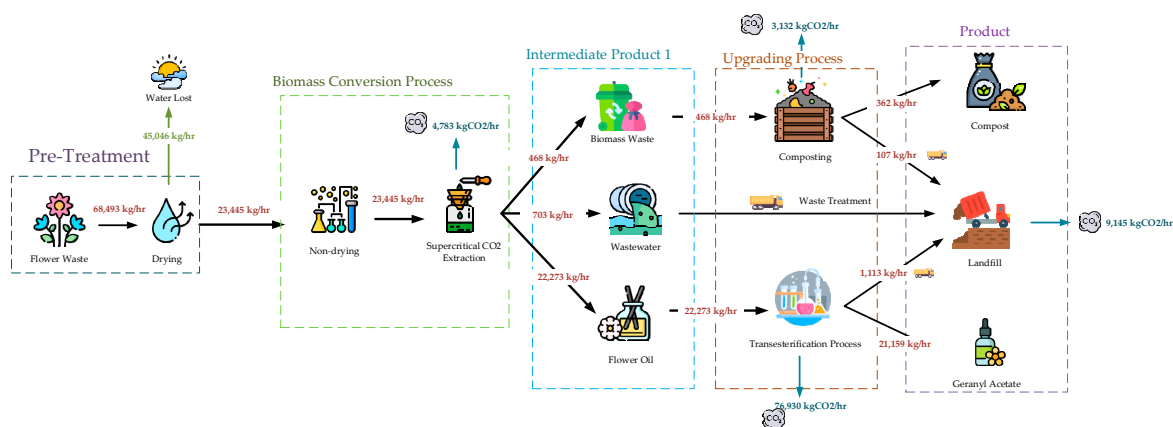 CO₂
3,132 kgCO2/hr
Product
Intermediate Product 1
Upgrading Process
Biomass Conversion Process
Water Lost
45,046 kg/hr
CO₂
4,783 kgCO2/hr
468 kg/hr
362 kg/hr
Compost
Biomass Waste
Composting
Pre-Treatment
468 kg/hr
107 kg/hr
68,493 kg/hr
23,445 kg/hr
23,445 kg/hr
703 kg/hr
Waste Treatment
CO₂
9,145 kgCO2/hr
Flower Waste
Drying
Non-drying
Supercritical CO2
Extraction
Wastewater
Landfill
22,273 kg/hr
1,113 kg/hr
22,273 kg/hr
Flower Oil
Transesterification Process
21,159 kg/hr
Geranyl Acetate
76,930 kgCO2/hr
CO₂